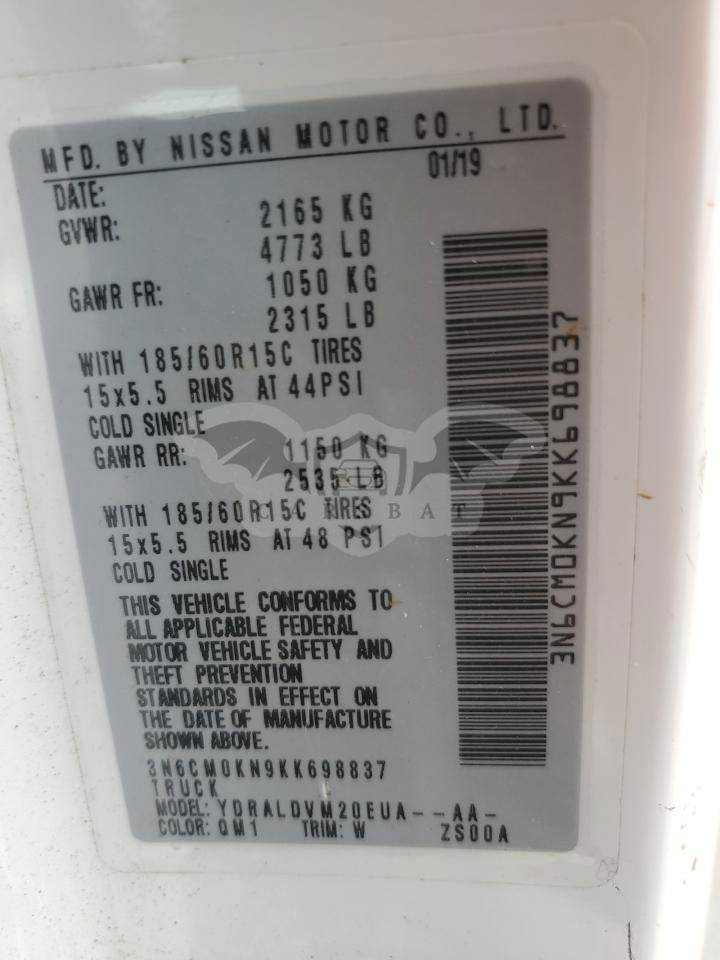 MFD. BY NISSAN MOTOR CO., LTD.
DATE: 01/19
GVWR: 2165 KG
4773 LB
GAWR FR: 1050 KG
2315 LB
WITH 185/60R15C TIRES
15x5.5 RIMS AT 44PSI
COLD SINGLE
GAWR RR: 1150 KG
2535 LB
WITH 185/60R15C TIRES
15x5.5 RIMS AT 48 PSI
COLD SINGLE
THIS VEHICLE CONFORMS TO
ALL APPLICABLE FEDERAL
MOTOR VEHICLE SAFETY AND
THEFT PREVENTION
STANDARDS IN EFFECT ON
THE DATE OF MANUFACTURE
SHOWN ABOVE.
3N6CM0KN9KK698837
TRUCK
MODEL: YDRALDVM20EUA--AA-
COLOR: QM1 TRIM: W ZS00A
3N6CM0KN9KK698837
CARBAT